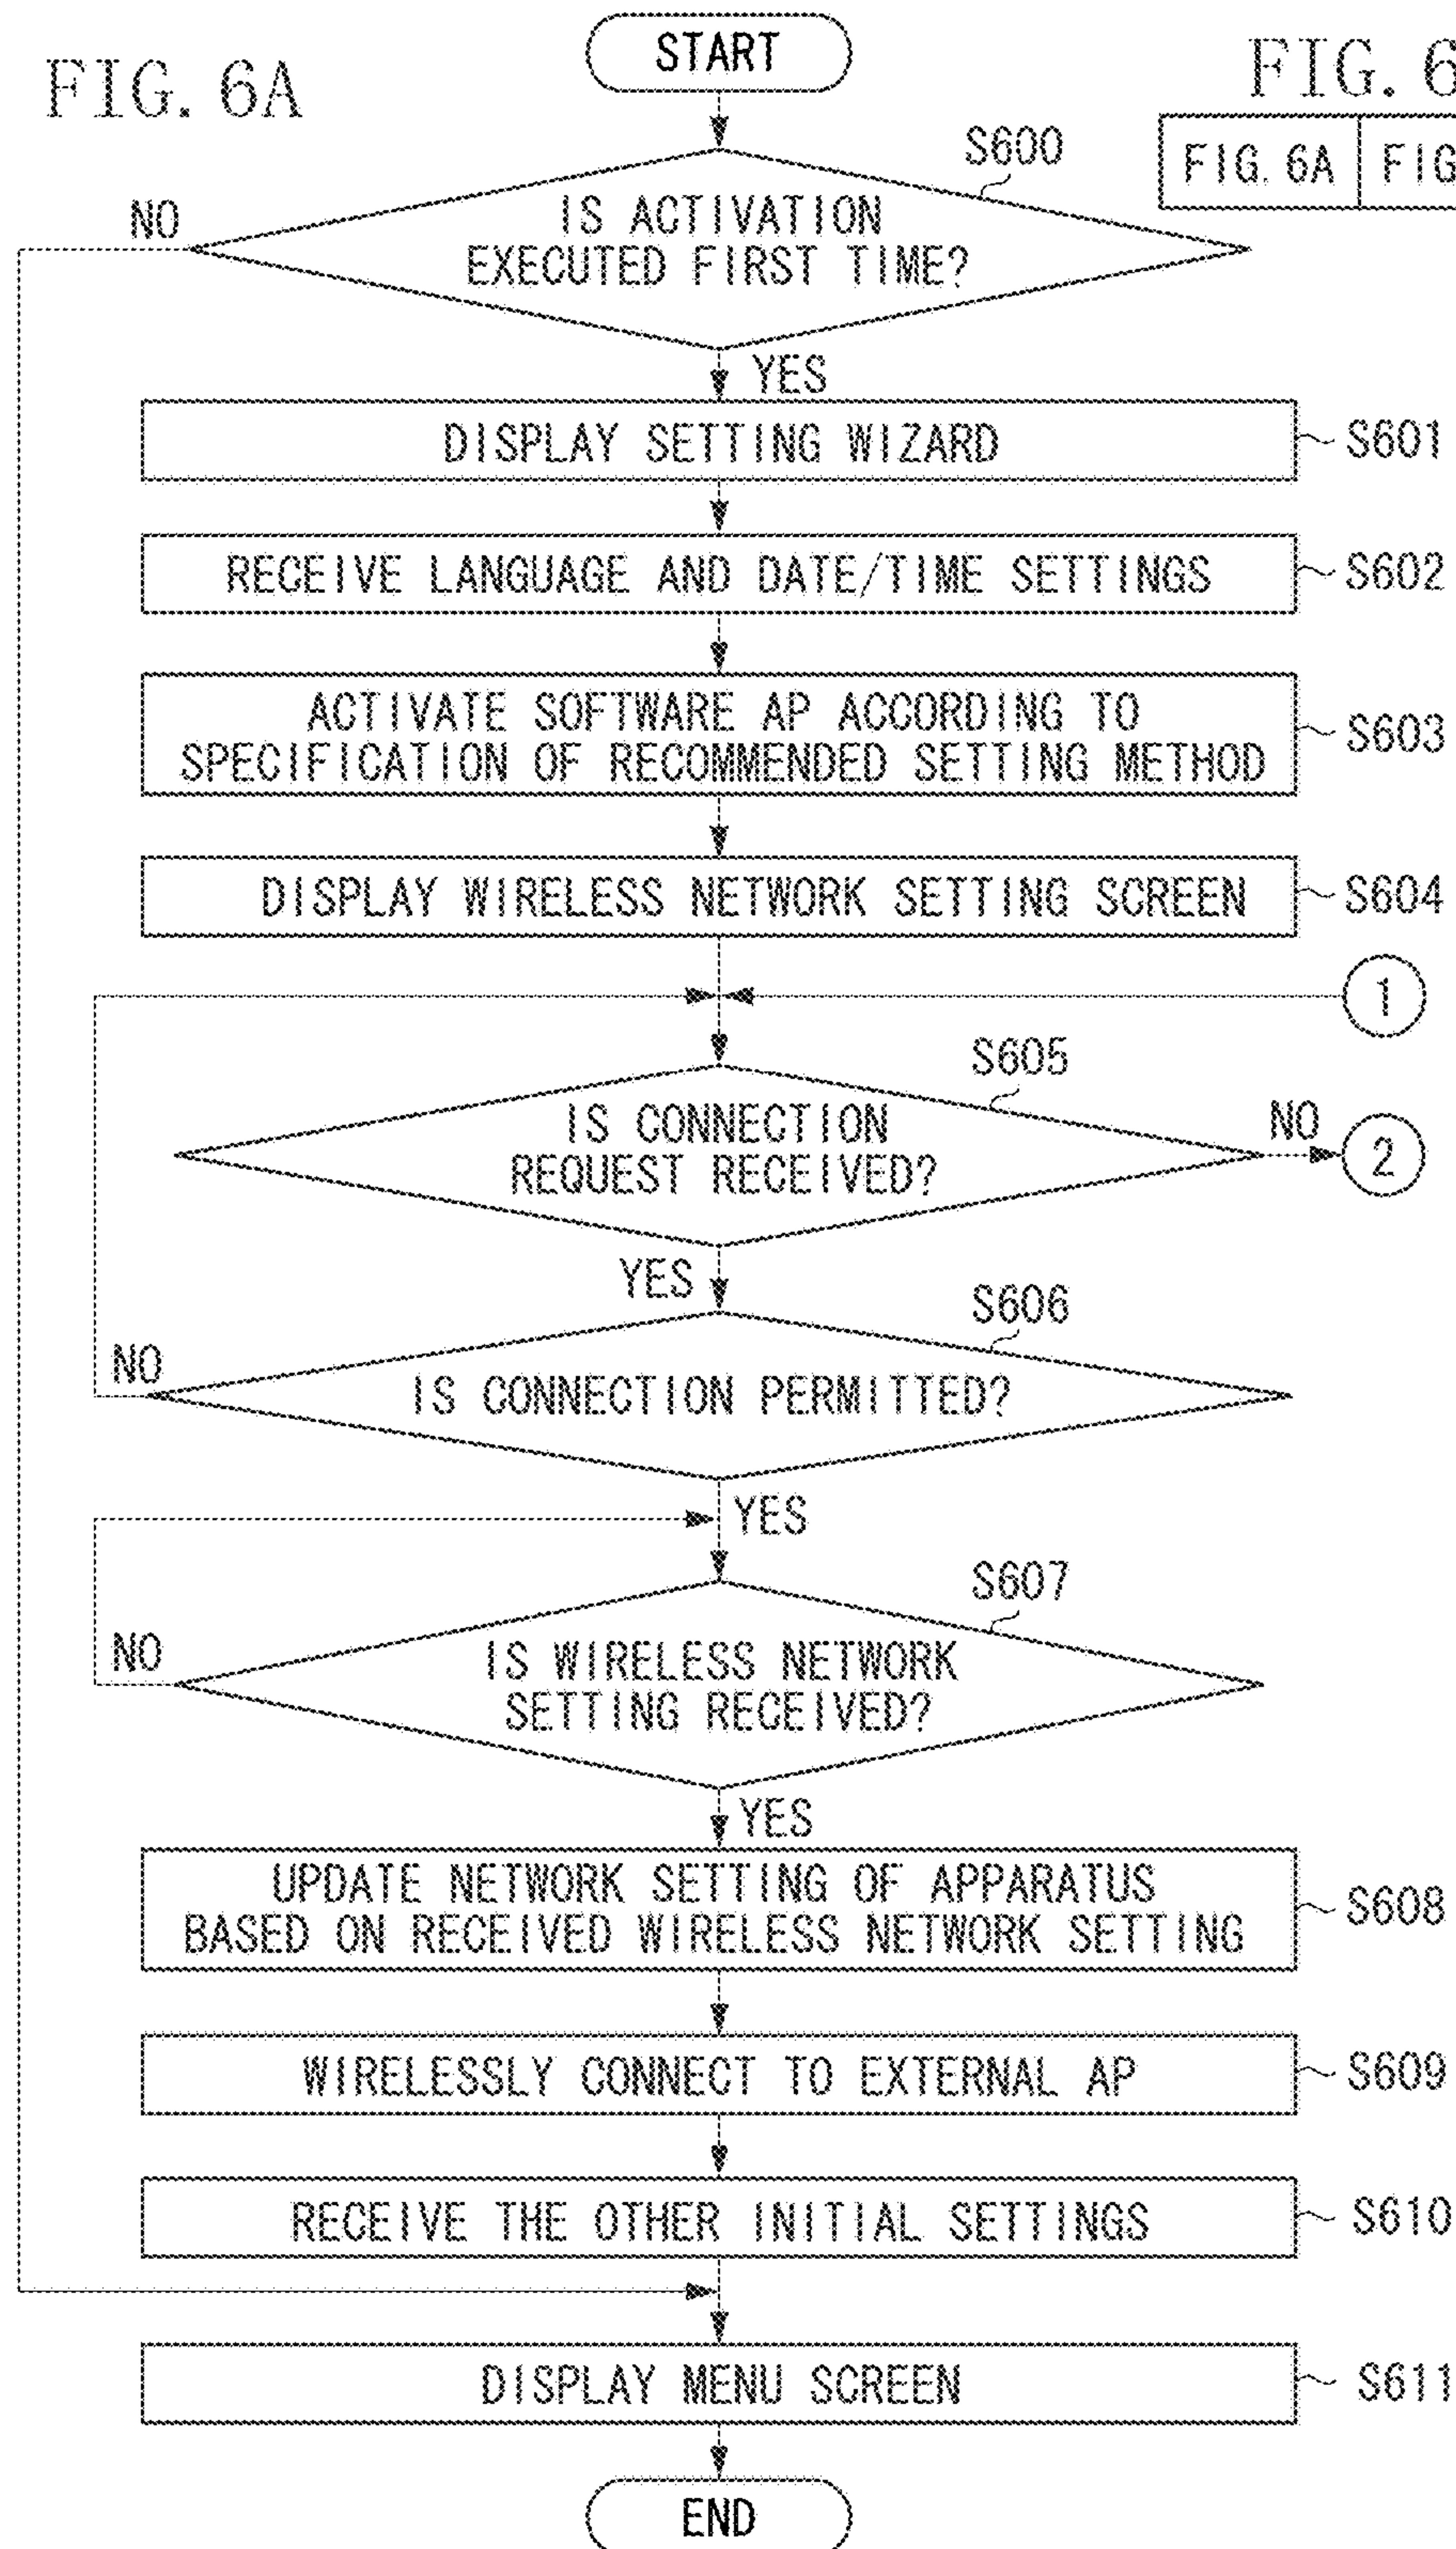 FIG. 6A
START
FIG. 6
FIG. 6A
FIG
S600
NO
IS ACTIVATION
EXECUTED FIRST TIME?
YES
DISPLAY SETTING WIZARD
S601
RECEIVE LANGUAGE AND DATE/TIME SETTINGS
S602
ACTIVATE SOFTWARE AP ACCORDING TO
SPECIFICATION OF RECOMMENDED SETTING METHOD
S603
DISPLAY WIRELESS NETWORK SETTING SCREEN
S604
1
S605
IS CONNECTION
REQUEST RECEIVED?
NO
2
YES
S606
NO
IS CONNECTION PERMITTED?
YES
S607
NO
IS WIRELESS NETWORK
SETTING RECEIVED?
YES
UPDATE NETWORK SETTING OF APPARATUS
BASED ON RECEIVED WIRELESS NETWORK SETTING
S608
WIRELESSLY CONNECT TO EXTERNAL AP
S609
RECEIVE THE OTHER INITIAL SETTINGS
S610
DISPLAY MENU SCREEN
S611
END